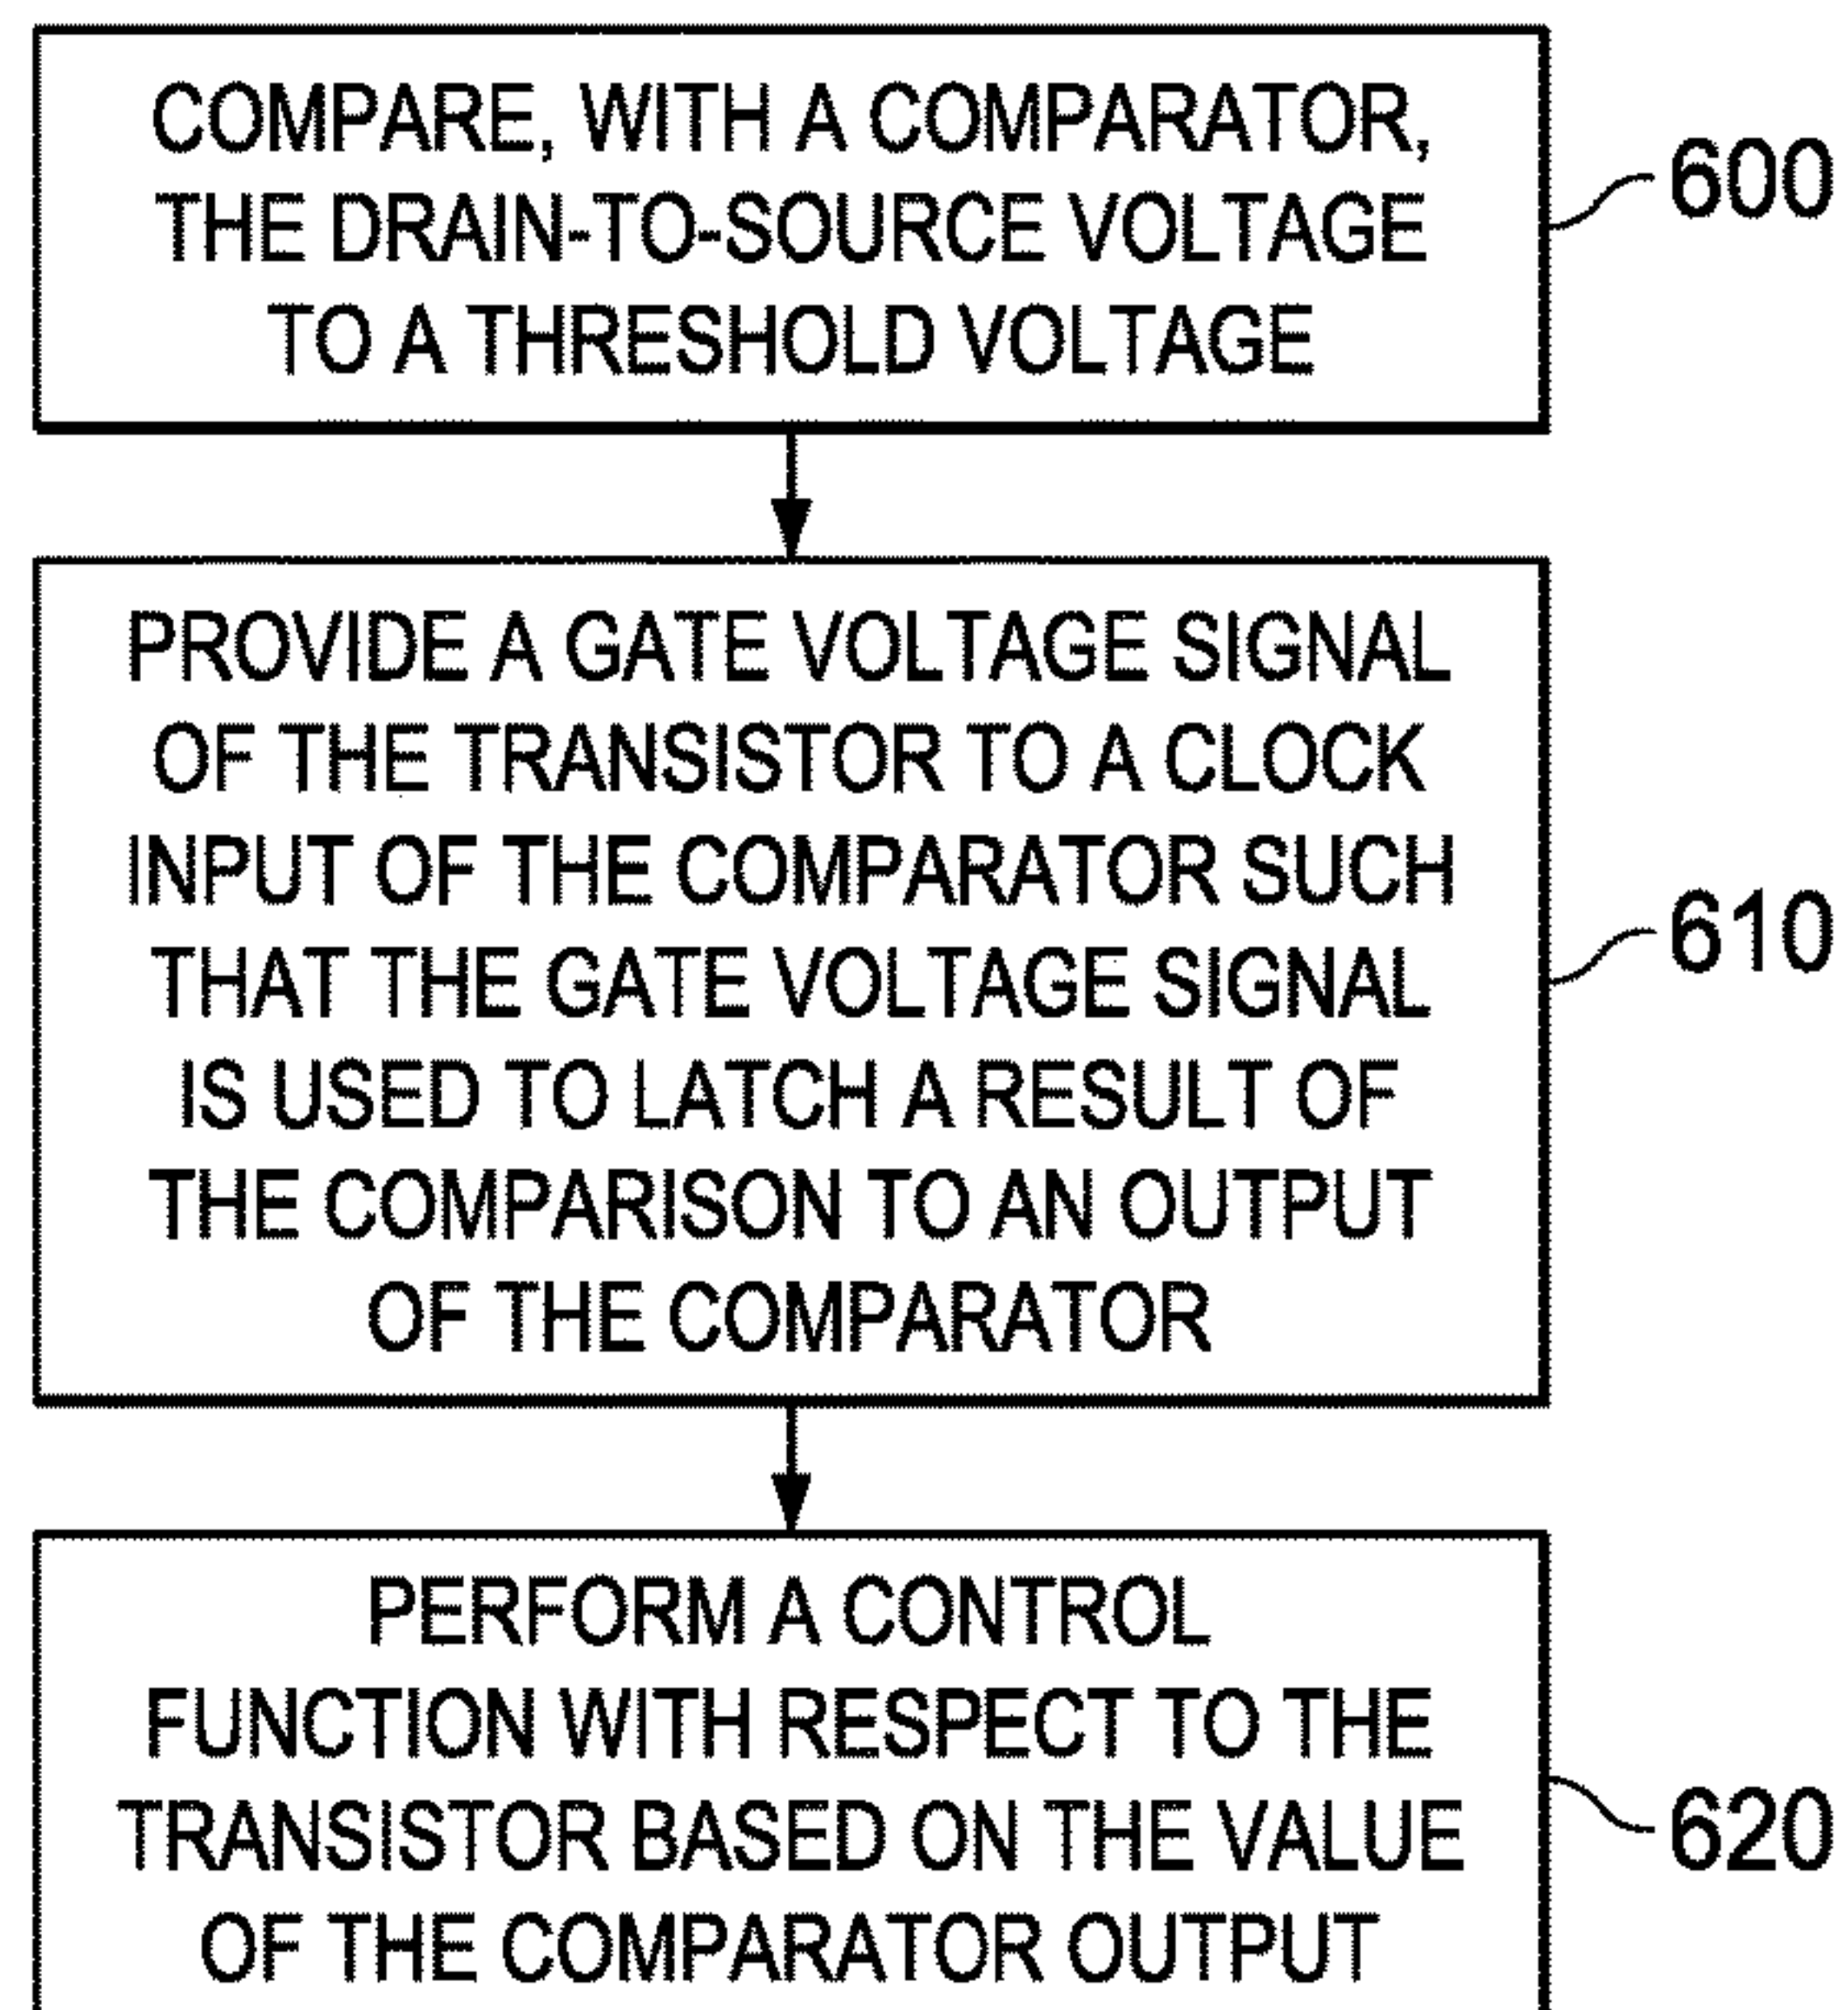 COMPARE, WITH A COMPARATOR,
THE DRAIN-TO-SOURCE VOLTAGE
TO A THRESHOLD VOLTAGE
600
PROVIDE A GATE VOLTAGE SIGNAL
OF THE TRANSISTOR TO A CLOCK
INPUT OF THE COMPARATOR SUCH
THAT THE GATE VOLTAGE SIGNAL
IS USED TO LATCH A RESULT OF
THE COMPARISON TO AN OUTPUT
OF THE COMPARATOR
610
PERFORM A CONTROL
FUNCTION WITH RESPECT TO THE
TRANSISTOR BASED ON THE VALUE
OF THE COMPARATOR OUTPUT
620